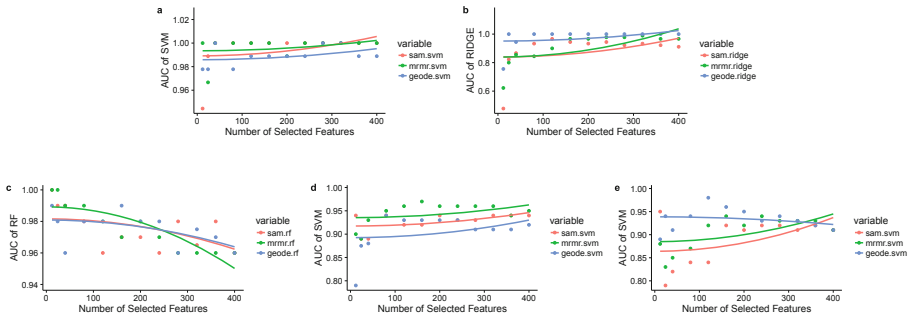 a
1.02
1.00
0.98
0.96
AUC of SVM
0 100 200 300 400
Number of Selected Features
variable
sam.svm
mrmr.svm
geode.svm
b
1.0
0.8
0.6
AUC of RIDGE
0 100 200 300 400
Number of Selected Features
variable
sam.ridge
mrmr.ridge
geode.ridge
c
1.00
0.98
0.96
0.94
AUC of RF
0 100 200 300 400
Number of Selected Features
variable
sam.rf
mrmr.rf
geode.rf
d
1.00
0.95
0.90
0.85
0.80
AUC of SVM
0 100 200 300 400
Number of Selected Features
variable
sam.svm
mrmr.svm
geode.svm
e
1.00
0.95
0.90
0.85
0.80
AUC of SVM
0 100 200 300 400
Number of Selected Features
variable
sam.svm
mrmr.svm
geode.svm